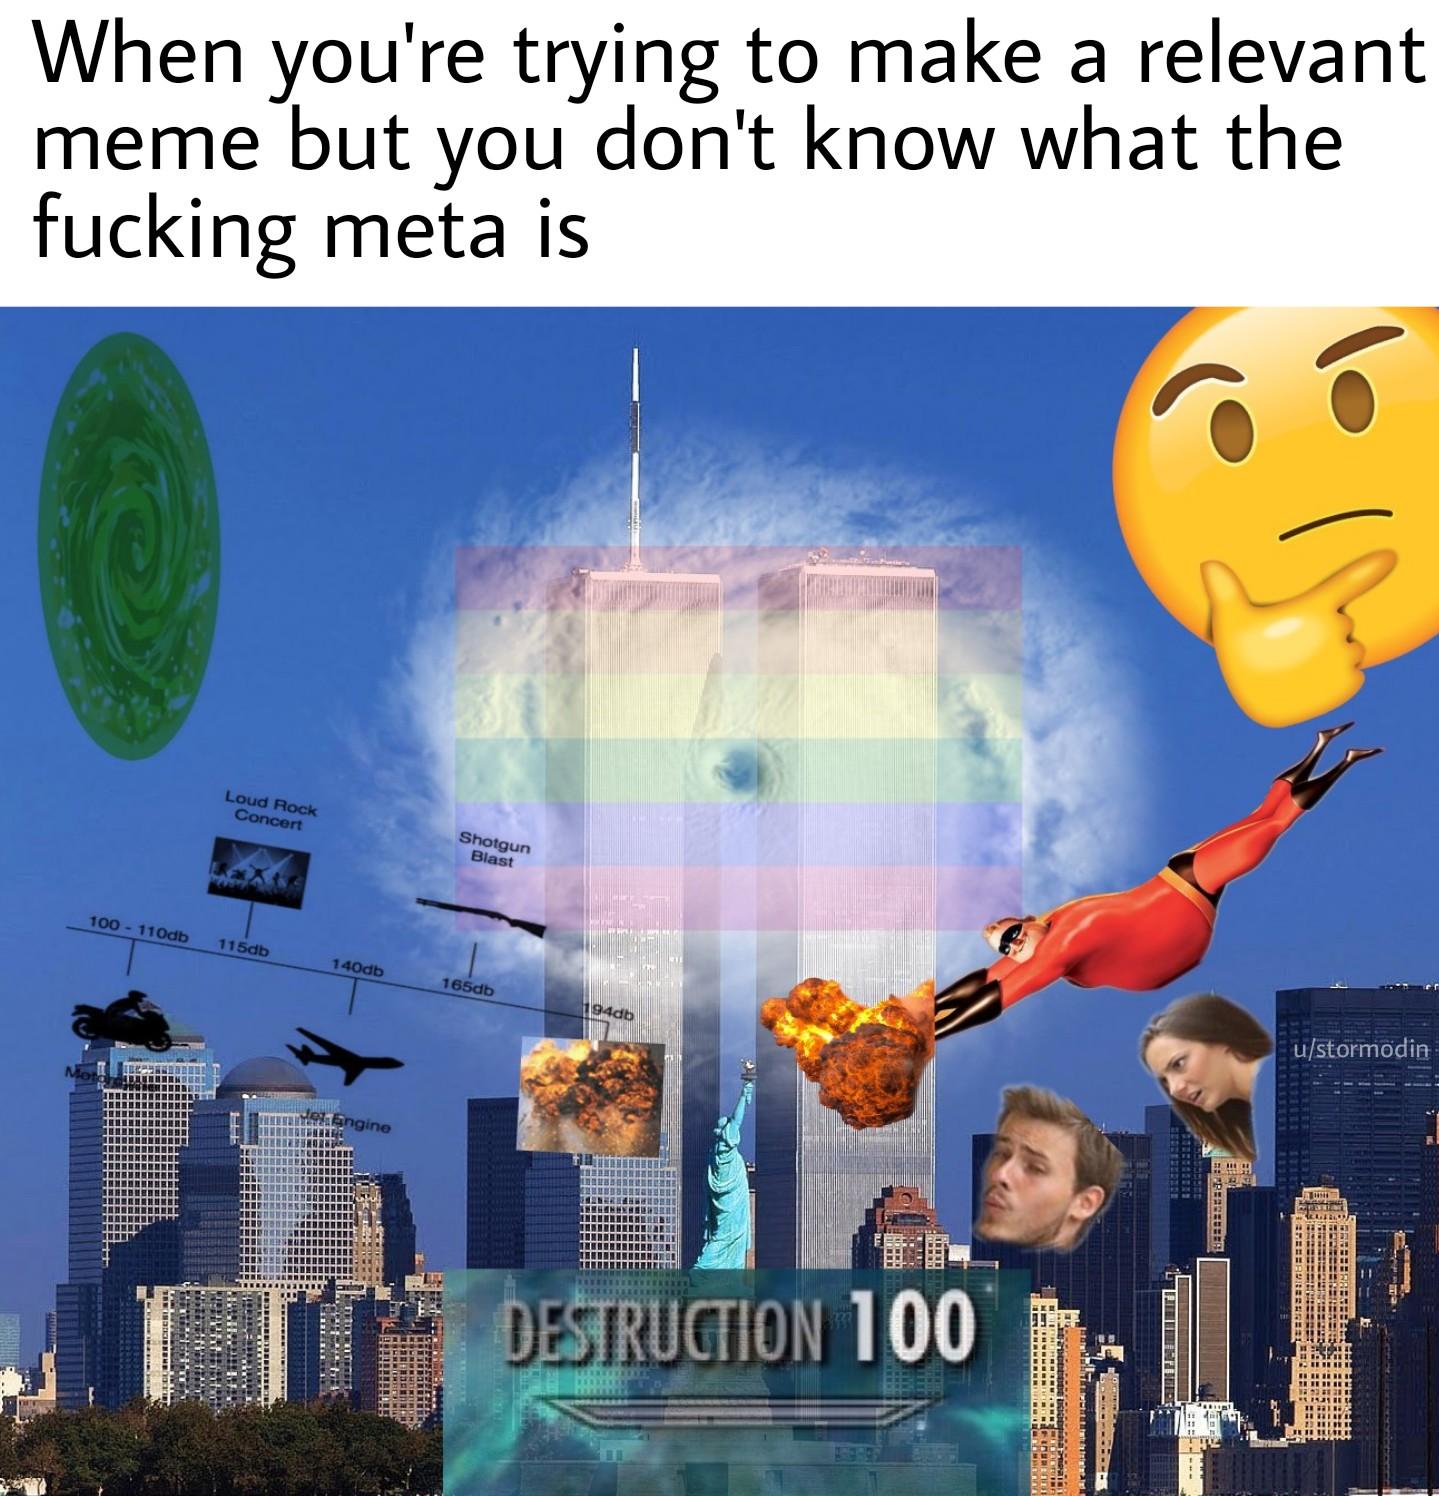 When you're trying to make a relevant
meme but you don't know what the
fucking meta is
Loud Rock
Concert
Shotgun
Blast
100 - 110db
115db
140db
165db
194db
u/stormodin
Jet Engine
DESTRUCTION 100